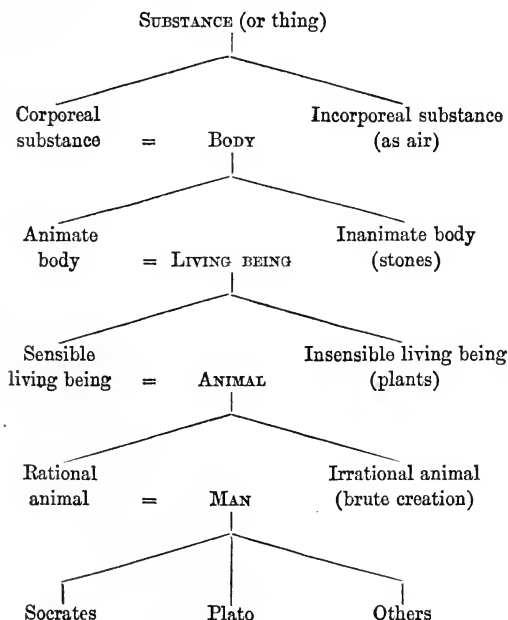 SUBSTANCE (or thing)
Corporeal Incorporeal substance
substance = BODY (as air)
Animate Inanimate body
body = LIVING BEING (stones)
Sensible Insensible living being
living being = ANIMAL (plants)
Rational Irrational animal
animal = MAN (brute creation)
Socrates Plato Others